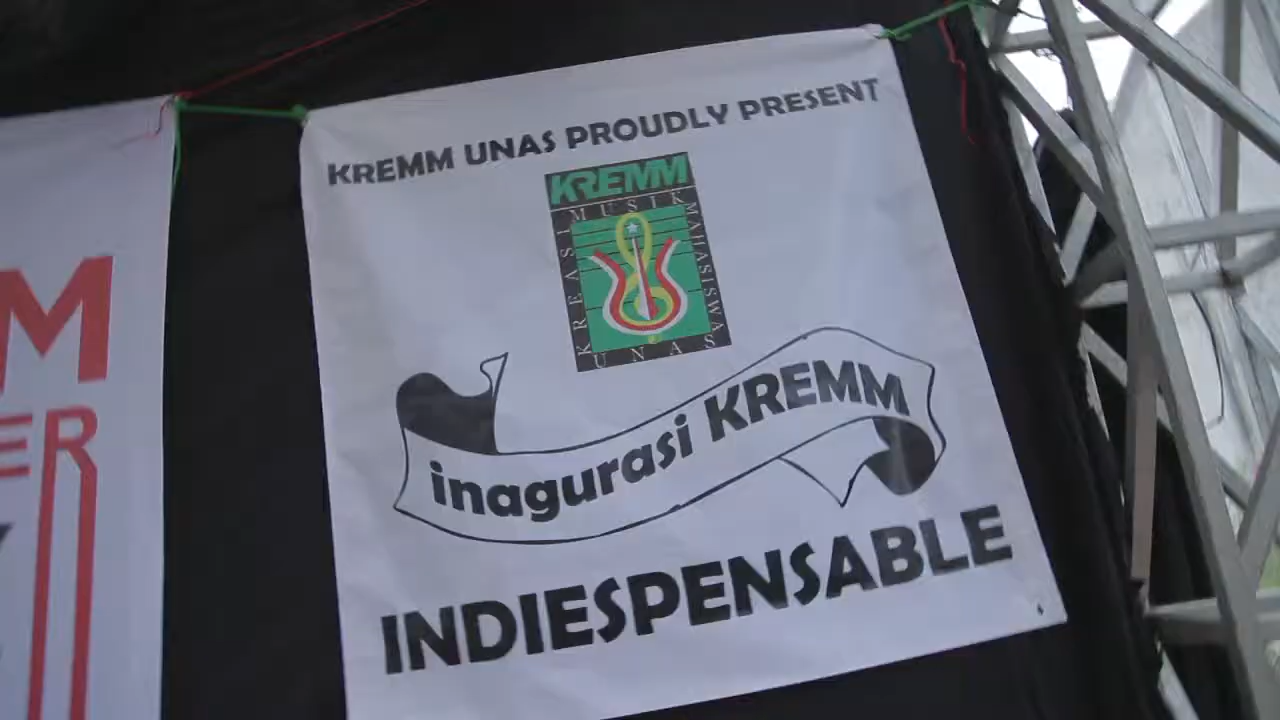 KREMM UNAS PROUDLY PRESENT
KREMM
MUSIK
KREASI
MAHASISWA
UNAS
inagurasi KREMM
INDIESPENSABLE
M
ER